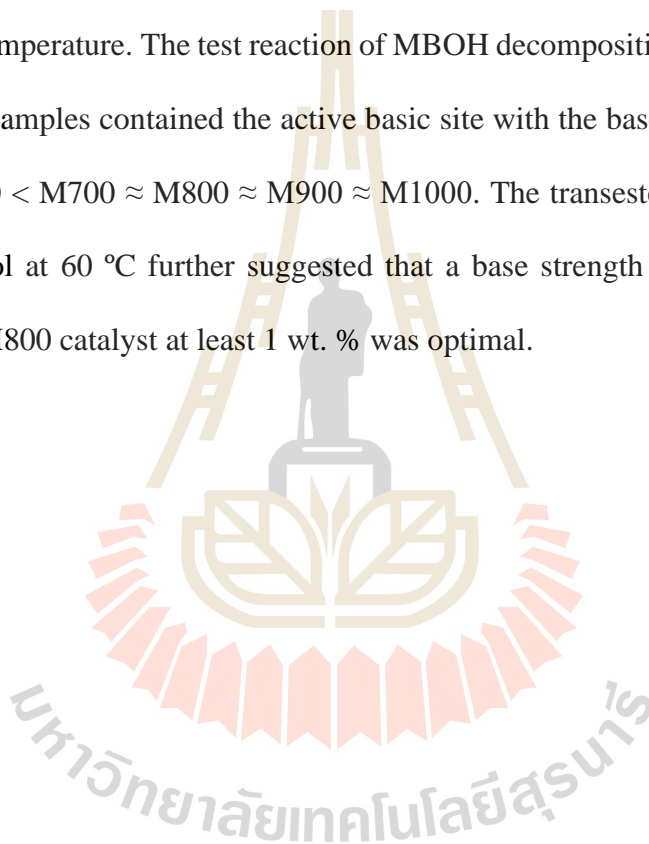 mperature. The test reaction of MBOH decompositi
amples contained the active basic site with the bas
0 < M700 ≈ M800 ≈ M900 ≈ M1000. The transest
ol at 60 ºC further suggested that a base strength
1800 catalyst at least 1 wt. % was optimal.
มหาวิทยาลัยเทคโนโลยีสุรนารี